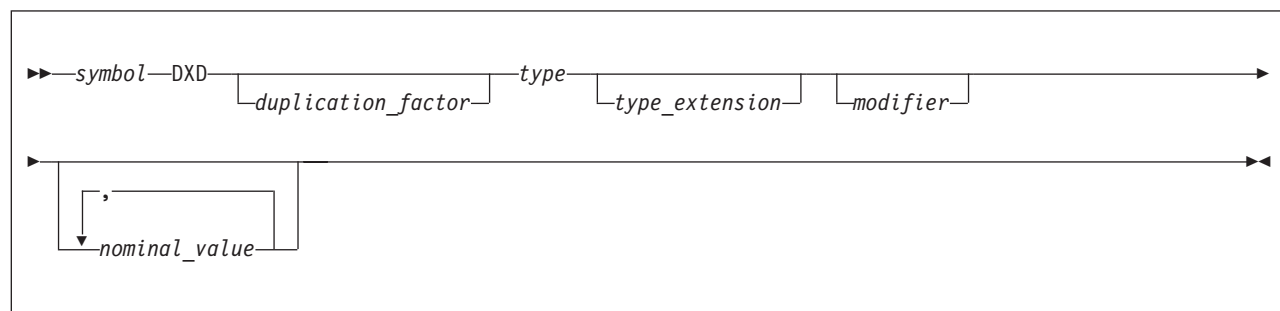 symbol DXD type
duplication_factor type_extension modifier
,
nominal_value